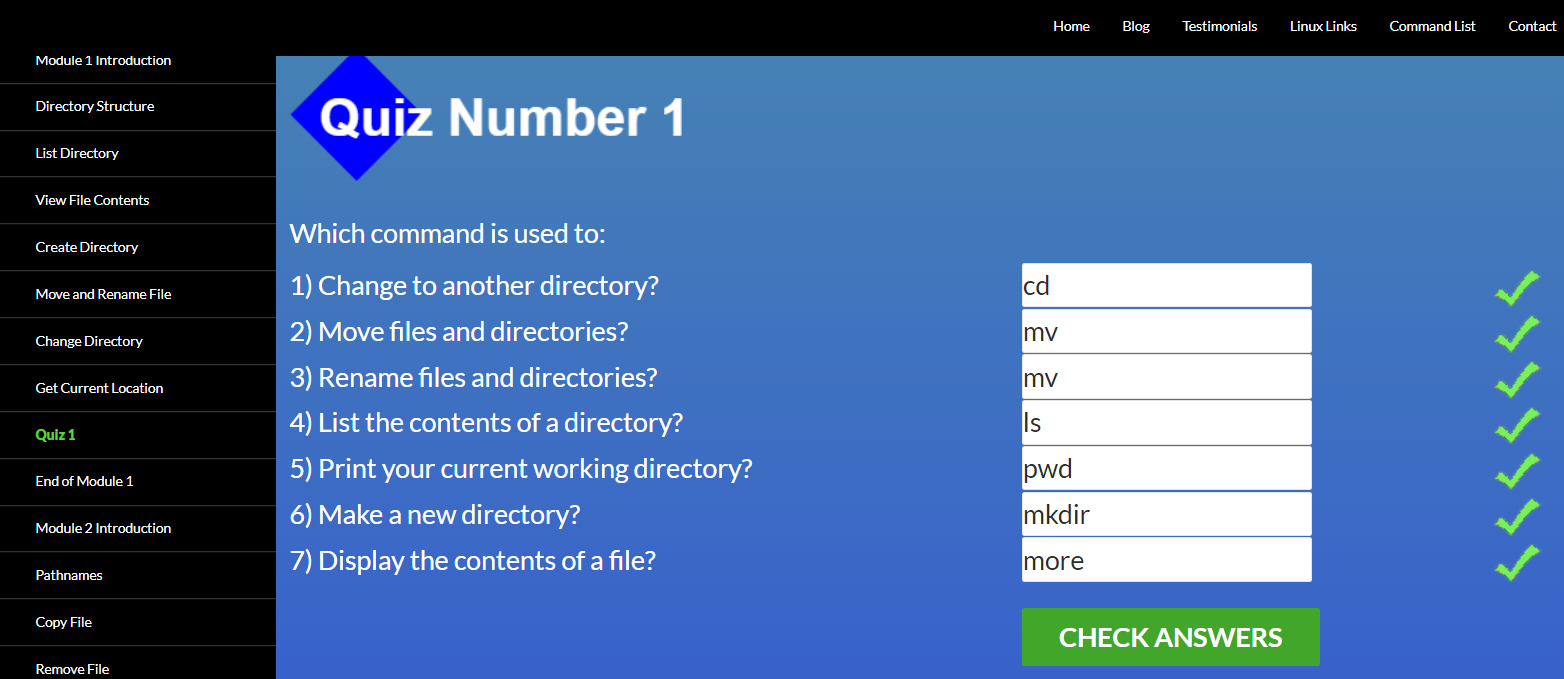 Home Blog Testimonials Linux Links Command List Contact
Module 1 Introduction
Directory Structure
List Directory
View File Contents
Create Directory
Move and Rename File
Change Directory
Get Current Location
Quiz 1
End of Module 1
Module 2 Introduction
Pathnames
Copy File
Remove File
Quiz Number 1
Which command is used to:
1) Change to another directory? cd
2) Move files and directories? mv
3) Rename files and directories? mv
4) List the contents of a directory? ls
5) Print your current working directory? pwd
6) Make a new directory? mkdir
7) Display the contents of a file? more
CHECK ANSWERS